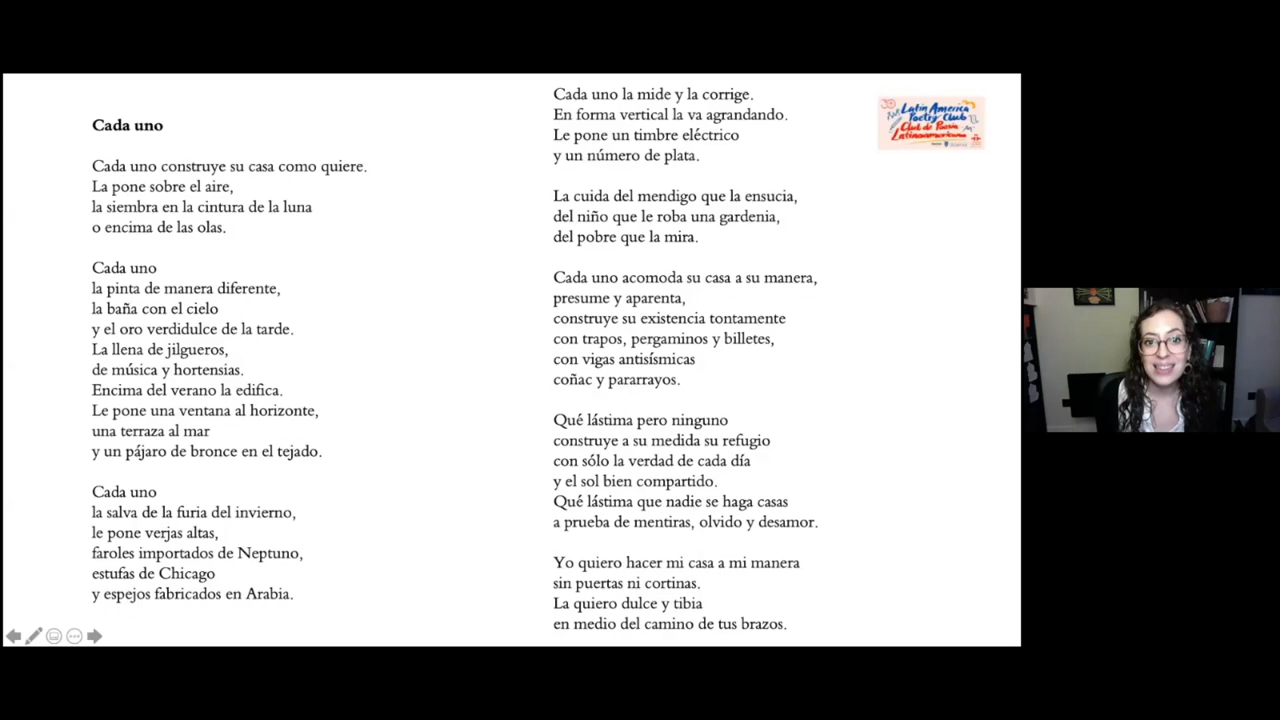 Cada uno
Cada uno construye su casa como quiere.
La pone sobre el aire,
la siembra en la cintura de la luna
o encima de las olas.
Cada uno
la pinta de manera diferente,
la baña con el cielo
y el oro verdidulce de la tarde.
La llena de jilgueros,
de música y hortensias.
Encima del verano la edifica.
Le pone una ventana al horizonte,
una terraza al mar
y un pájaro de bronce en el tejado.
Cada uno
la salva de la furia del invierno,
le pone verjas altas,
faroles importados de Neptuno,
estufas de Chicago
y espejos fabricados en Arabia.
Cada uno la mide y la corrige.
En forma vertical la va agrandando.
Le pone un timbre eléctrico
y un número de plata.
La cuida del mendigo que la ensucia,
del niño que le roba una gardenia,
del pobre que la mira.
Cada uno acomoda su casa a su manera,
presume y aparenta,
construye su existencia tontamente
con trapos, pergaminos y billetes,
con vigas antisísmicas
coñac y pararrayos.
Qué lástima pero ninguno
construye a su medida su refugio
con sólo la verdad de cada día
y el sol bien compartido.
Qué lástima que nadie se haga casas
a prueba de mentiras, olvido y desamor.
Yo quiero hacer mi casa a mi manera
sin puertas ni cortinas.
La quiero dulce y tibia
en medio del camino de tus brazos.
Latin America
Poetry Club
Club de Poesía
Latinoamericana